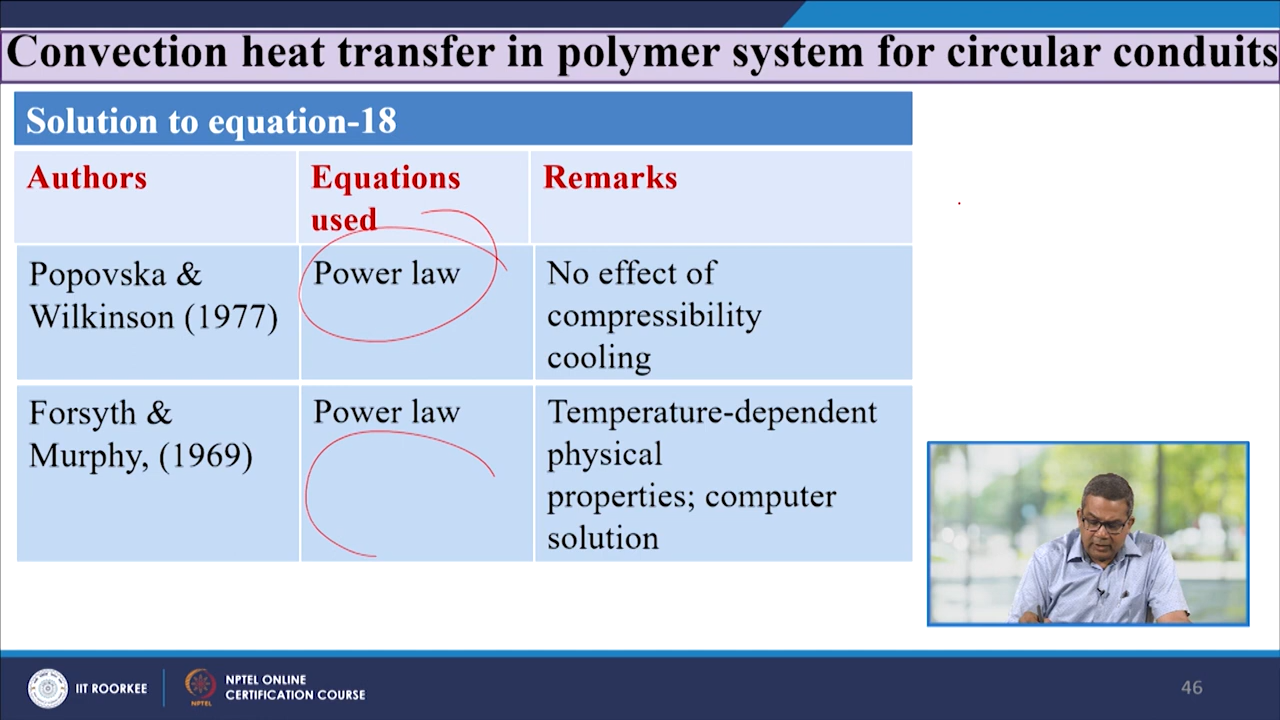 Convection heat transfer in polymer system for circular conduits
Solution to equation-18
Authors
Equations
used
Remarks
Popovska &
Wilkinson (1977)
Power law
No effect of
compressibility
cooling
Forsyth &
Murphy, (1969)
Power law
Temperature-dependent
physical
properties; computer
solution
IIT ROORKEE
NPTEL
NPTEL ONLINE
CERTIFICATION COURSE
46